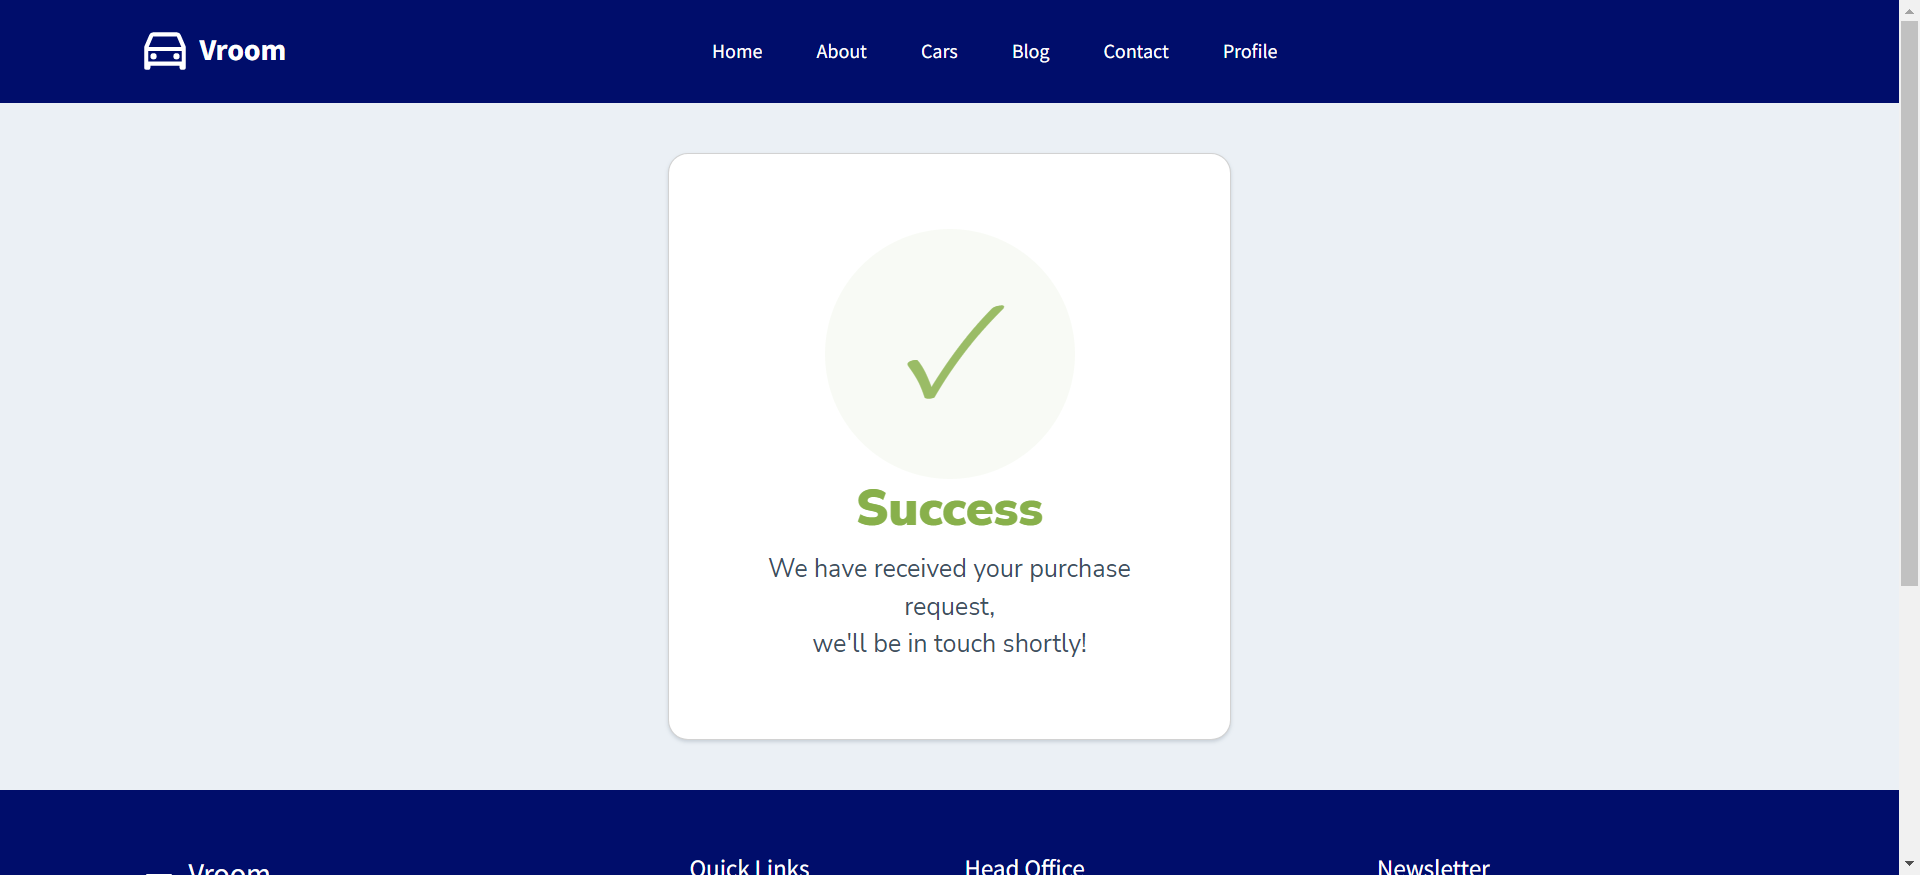 Vroom
Home About Cars Blog Contact Profile
Success
We have received your purchase
request,
we'll be in touch shortly!
Vroom Quick Links Head Office Newsletter